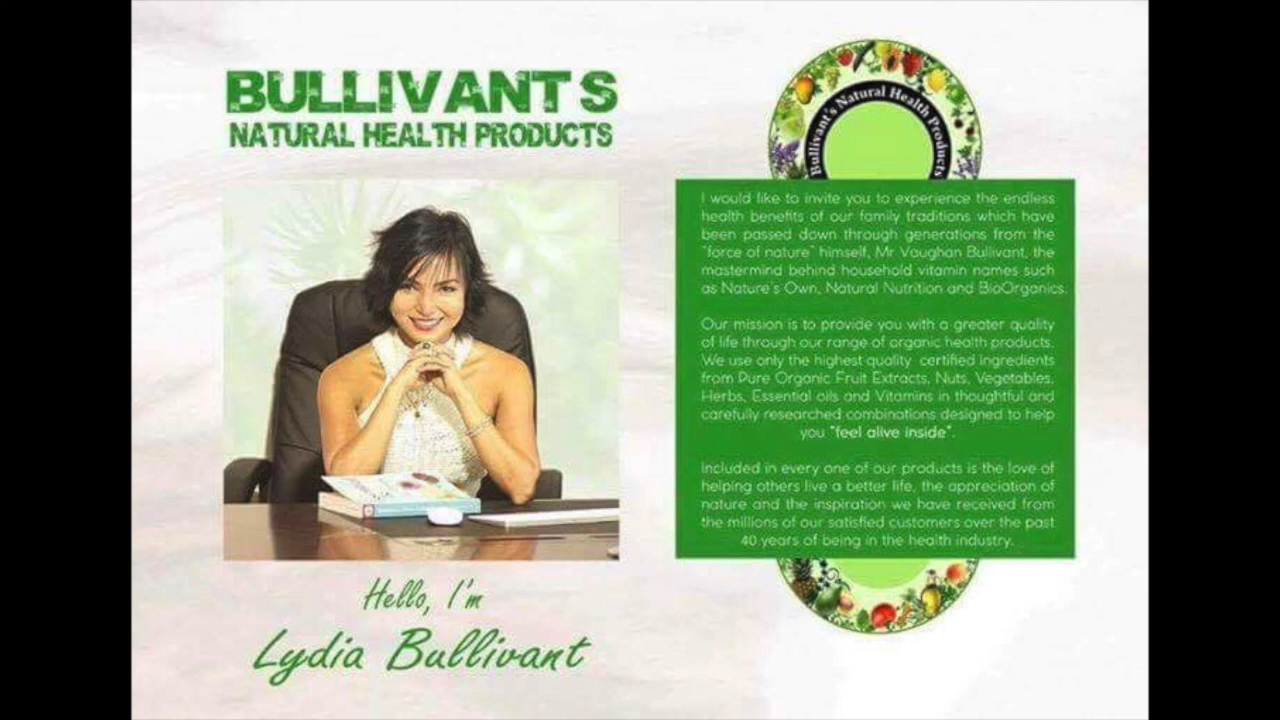 BULLIVANT'S
NATURAL HEALTH PRODUCTS
Bullivant's Natural Health Products
I would like to invite you to experience the endless
health benefits of our family traditions which have
been passed down through generations from the
"force of nature" himself, Mr Vaughan Bullivant, the
mastermind behind household vitamin names such
as Nature's Own, Natural Nutrition and BioOrganics.
Our mission is to provide you with a greater quality
of life through our range of organic health products.
We use only the highest quality certified ingredients
from Pure Organic Fruit Extracts, Nuts, Vegetables,
Herbs, Essential oils and Vitamins in thoughtful and
carefully researched combinations designed to help
you "feel alive inside".
Included in every one of our products is the love of
helping others live a better life, the appreciation of
nature and the inspiration we have received from
the millions of our satisfied customers over the past
40 years of being in the health industry.
Hello, I'm
Lydia Bullivant